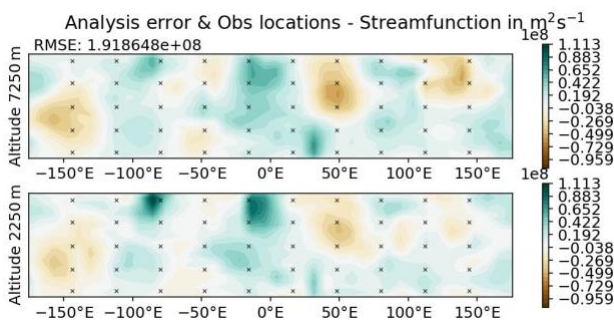 Analysis error & Obs locations - Streamfunction in m²s⁻¹
RMSE: 1.918648e+08
1e8
Altitude 7250 m
1.113
0.883
0.652
0.422
0.192
−0.038
−0.269
−0.499
−0.729
−0.959
−150°E −100°E −50°E 0°E 50°E 100°E 150°E
1e8
Altitude 2250 m
1.113
0.883
0.652
0.422
0.192
−0.038
−0.269
−0.499
−0.729
−0.959
−150°E −100°E −50°E 0°E 50°E 100°E 150°E